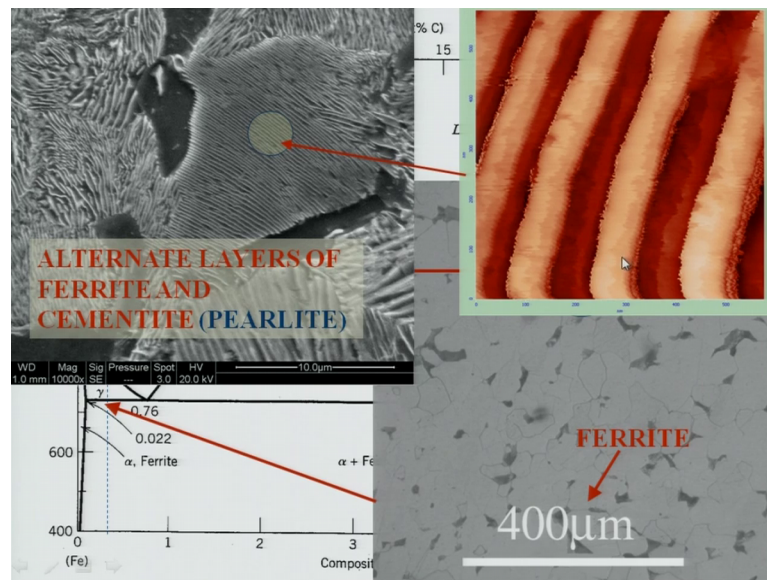 % C)
15
L
ALTERNATE LAYERS OF
FERRITE AND
CEMENTITE (PEARLITE)
WD Mag Sig Pressure Spot HV
1.0 mm 10000x SE --- 3.0 20.0 kV
10.0μm
γ
0.76
0.022
600
α, Ferrite
α + Fe
400
0 1 2 3
(Fe)
Composit
FERRITE
400μm